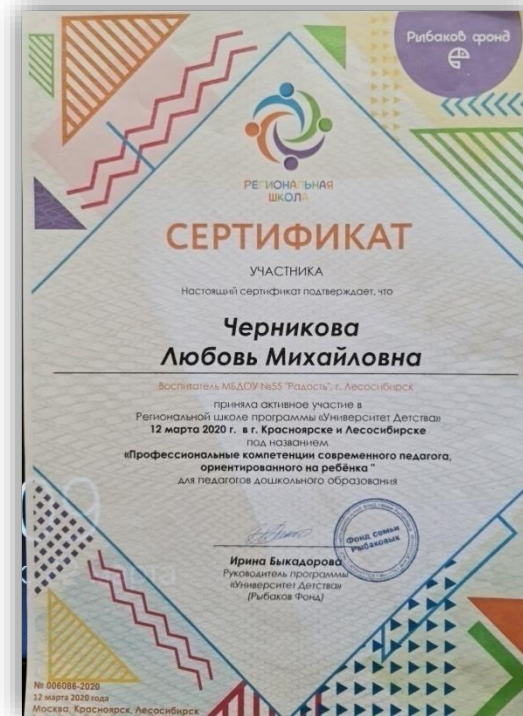 Рыбаков фонд
РЕГИОНАЛЬНАЯ
ШКОЛА
СЕРТИФИКАТ
УЧАСТНИКА
Настоящий сертификат подтверждает, что
Черникова
Любовь Михайловна
Воспитатель МБДОУ №55 "Радость", г. Лесосибирск
приняла активное участие в
Региональной школе программы «Университет Детства»
12 марта 2020 г. в г. Красноярске и Лесосибирске
под названием
«Профессиональные компетенции современного педагога,
ориентированного на ребёнка "
для педагогов дошкольного образования
Фонд семьи
Рыбаковых
Ирина Быкадорова
Руководитель программы
«Университет Детства»
(Рыбаков Фонд)
№ 006086-2020
12 марта 2020 года
Москва, Красноярск, Лесосибирск